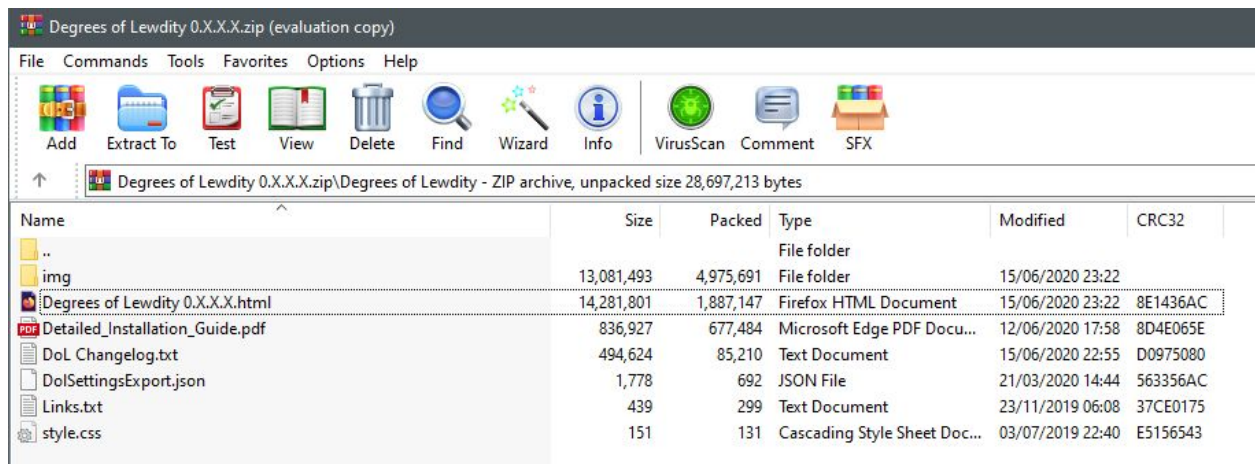 Degrees of Lewdity 0.X.X.X.zip (evaluation copy)
File Commands Tools Favorites Options Help
Add Extract To Test View Delete Find Wizard Info VirusScan Comment SFX
Degrees of Lewdity 0.X.X.X.zip\Degrees of Lewdity - ZIP archive, unpacked size 28,697,213 bytes
Name Size Packed Type Modified CRC32
.. File folder
img 13,081,493 4,975,691 File folder 15/06/2020 23:22
Degrees of Lewdity 0.X.X.X.html 14,281,801 1,887,147 Firefox HTML Document 15/06/2020 23:22 8E1436AC
PDF Detailed_Installation_Guide.pdf 836,927 677,484 Microsoft Edge PDF Docu... 12/06/2020 17:58 8D4E065E
DoL Changelog.txt 494,624 85,210 Text Document 15/06/2020 22:55 D0975080
DolSettingsExport.json 1,778 692 JSON File 21/03/2020 14:44 563356AC
Links.txt 439 299 Text Document 23/11/2019 06:08 37CE0175
style.css 151 131 Cascading Style Sheet Doc... 03/07/2019 22:40 E5156543